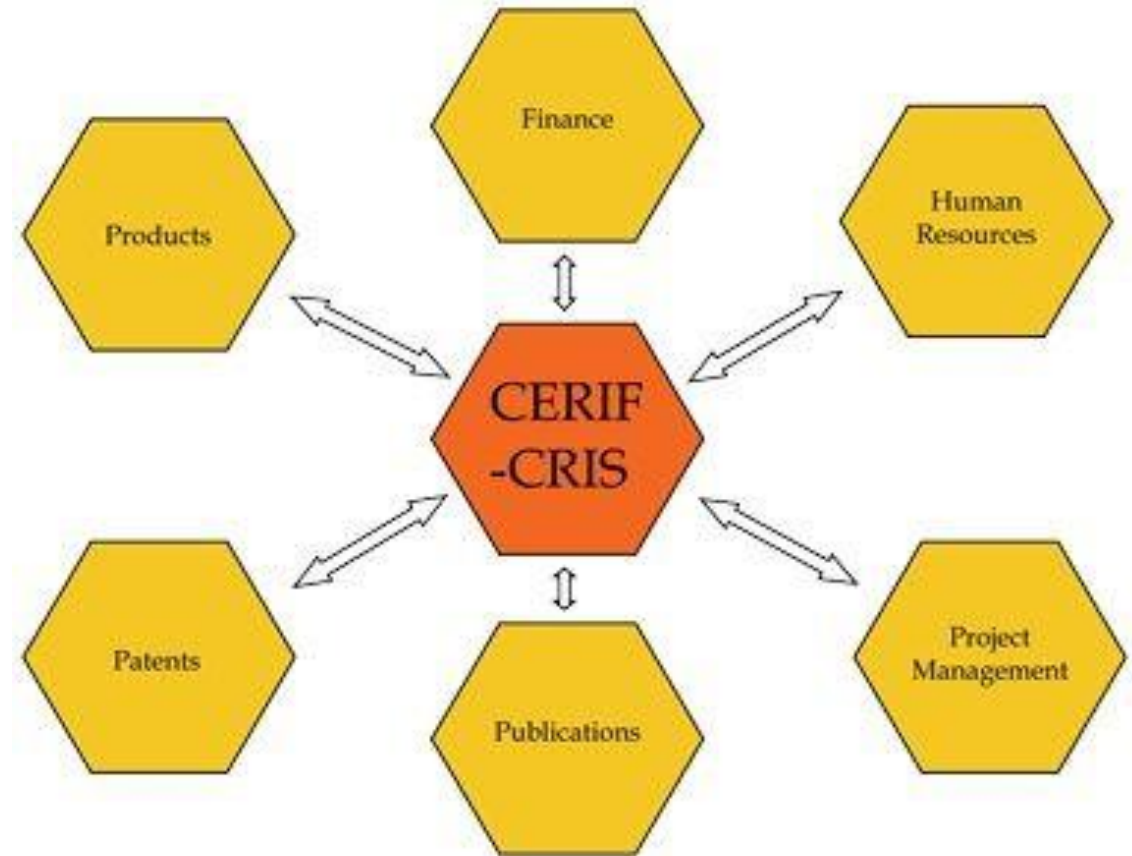 Finance
Human
Resources
Products
CERIF
-CRIS
Patents
Project
Management
Publications